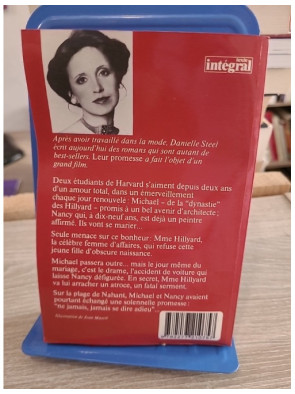 texte
intégral
Après avoir travaillé dans la mode, Danielle Steel
écrit aujourd'hui des romans qui sont autant de
best-sellers. Leur promesse a fait l'objet d'un
grand film.
Deux étudiants de Harvard s'aiment depuis deux ans
d'un amour total, dans un émerveillement
chaque jour renouvelé : Michael - de la "dynastie"
des Hillyard - promis à un bel avenir d'architecte ;
Nancy qui, à dix-neuf ans, est déjà un peintre
affirmé. Ils vont se marier...
Seule menace sur ce bonheur : Mme Hillyard,
la célèbre femme d'affaires, qui refuse cette
jeune fille d'obscure naissance.
Michael passera outre... mais le jour même du
mariage, c'est le drame, l'accident de voiture qui
laisse Nancy défigurée. En secret, Mme Hillyard
va lui arracher un atroce, un fatal serment.
Sur la plage de Nahant, Michael et Nancy avaient
pourtant échangé une solennelle promesse :
"ne jamais, jamais se dire adieu"...